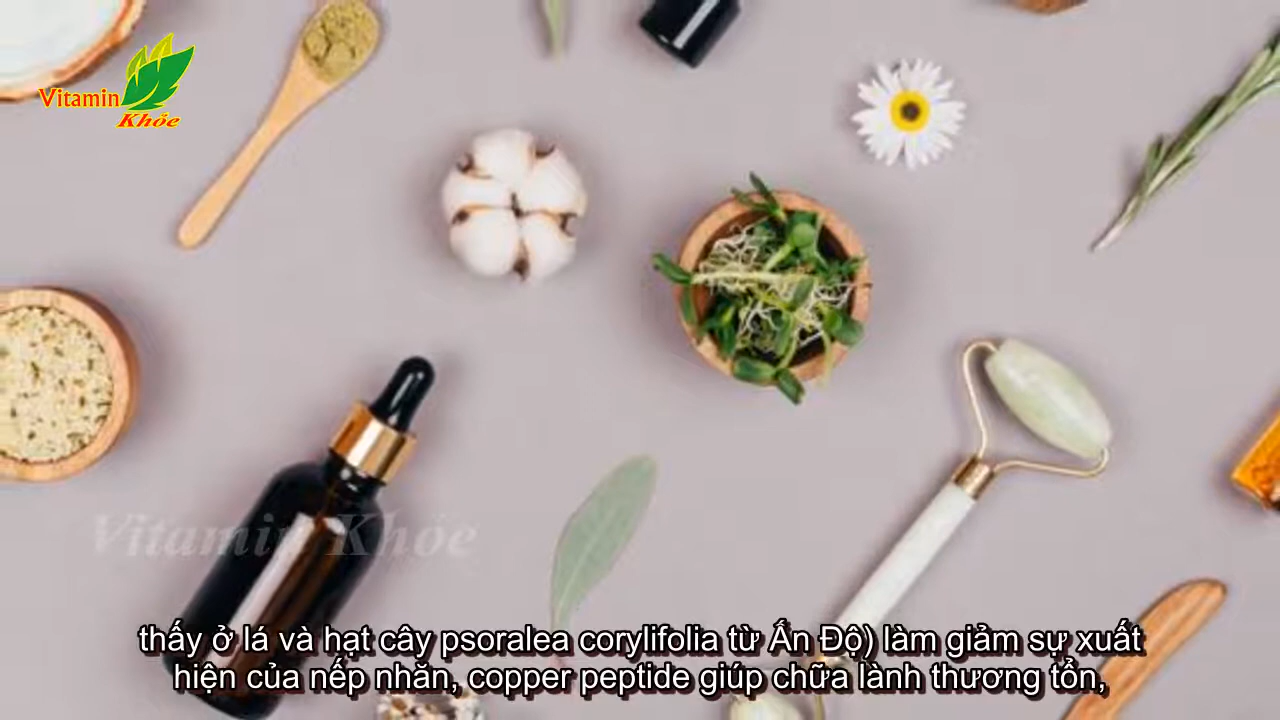 Vitamin
Khỏe
Vitamin Khỏe
thấy ở lá và hạt cây psoralea corylifolia từ Ấn Độ) làm giảm sự xuất
hiện của nếp nhăn, copper peptide giúp chữa lành thương tổn,